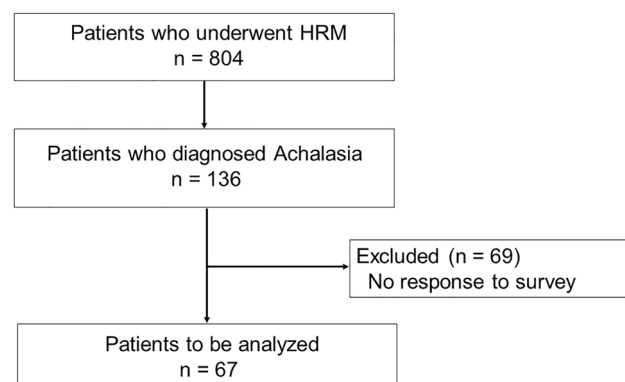 Patients who underwent HRM
n = 804
Patients who diagnosed Achalasia
n = 136
Excluded (n = 69)
No response to survey
Patients to be analyzed
n = 67